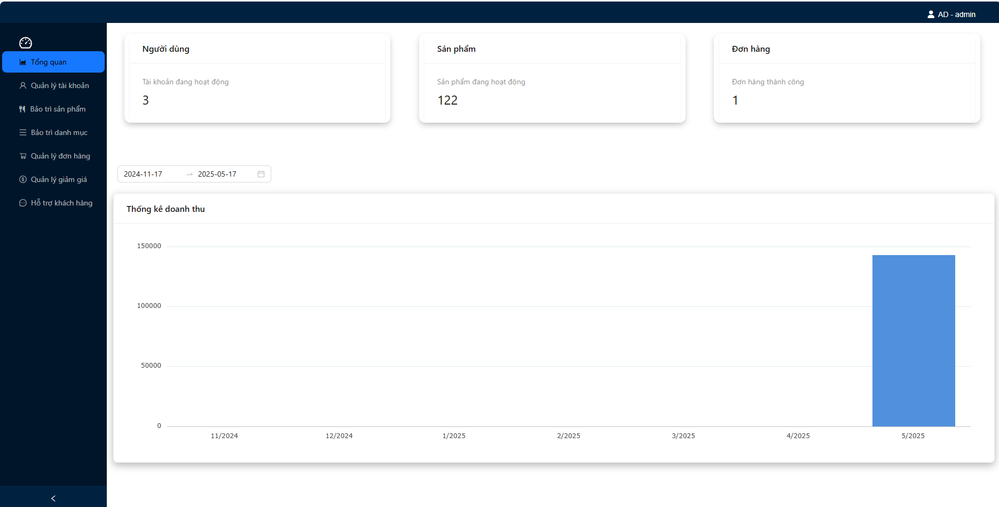 AD - admin
Tổng quan
Quản lý tài khoản
Bảo trì sản phẩm
Bảo trì danh mục
Quản lý đơn hàng
Quản lý giảm giá
Hỗ trợ khách hàng
Người dùng
Tài khoản đang hoạt động
3
Sản phẩm
Sản phẩm đang hoạt động
122
Đơn hàng
Đơn hàng thành công
1
2024-11-17 → 2025-05-17
Thống kê doanh thu
150000
100000
50000
0
11/2024 12/2024 1/2025 2/2025 3/2025 4/2025 5/2025